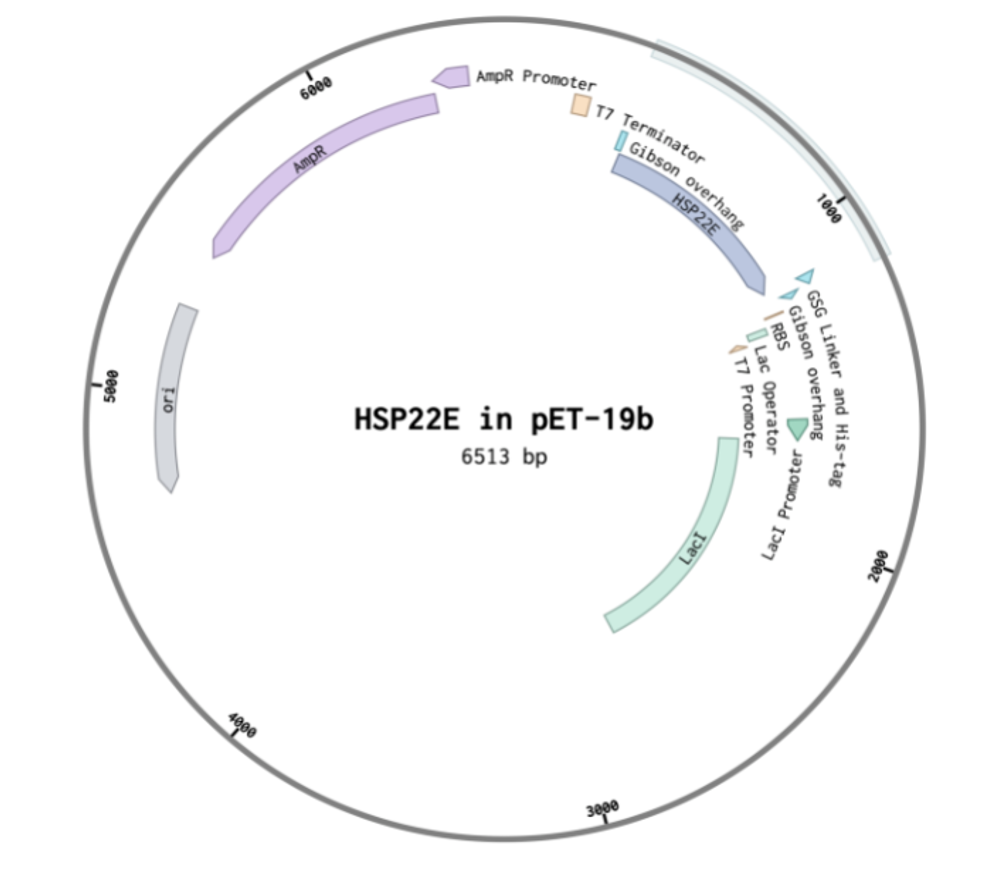 HSP22E in pET-19b
6513 bp
AmpR Promoter
T7 Terminator
Gibson overhang
HSP22E
1000
GSG Linker and His-tag
Gibson overhang
RBS
Lac Operator
T7 Promoter
LacI Promoter
LacI
2000
3000
4000
5000
ori
AmpR
6000